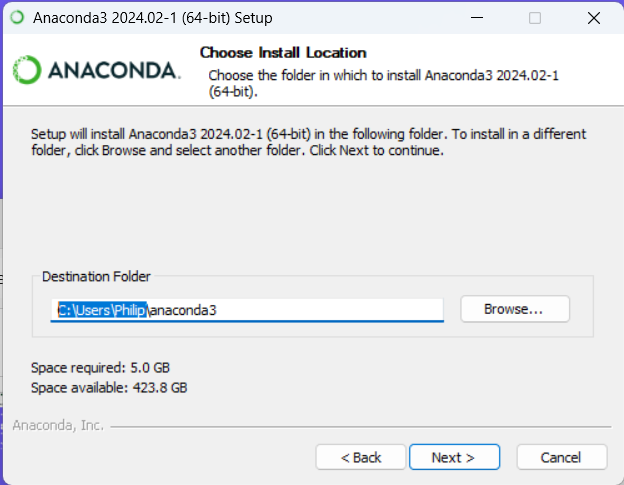 Anaconda3 2024.02-1 (64-bit) Setup
ANACONDA.
Choose Install Location
Choose the folder in which to install Anaconda3 2024.02-1
(64-bit).
Setup will install Anaconda3 2024.02-1 (64-bit) in the following folder. To install in a different
folder, click Browse and select another folder. Click Next to continue.
Destination Folder
C:\Users\Philip\anaconda3
Browse...
Space required: 5.0 GB
Space available: 423.8 GB
Anaconda, Inc.
< Back
Next >
Cancel